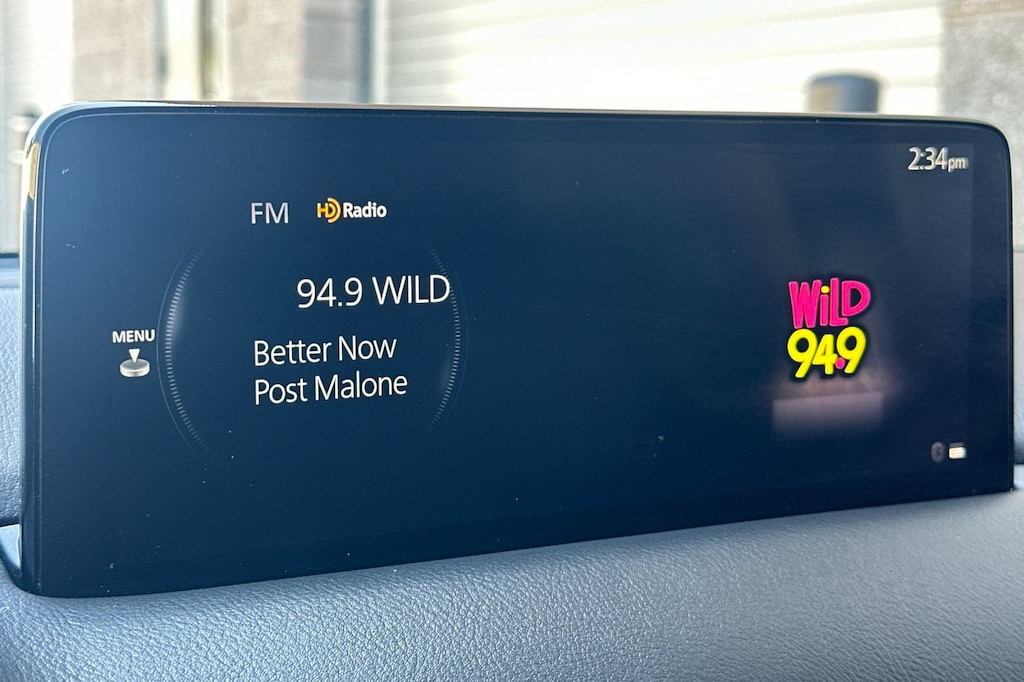 2:34pm
FM HD Radio
94.9 WILD
MENU
Better Now
Post Malone
WiLD
94.9